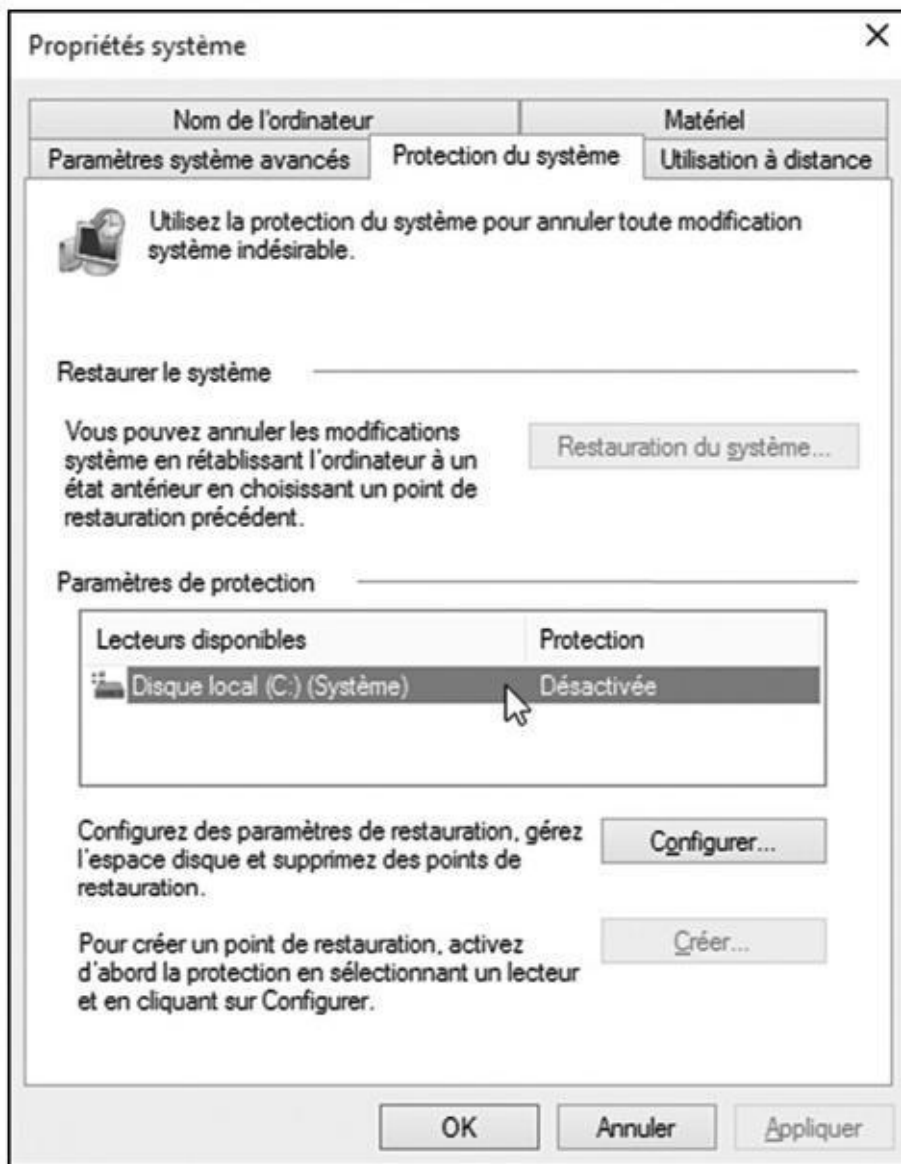 Propriétés système
Nom de l'ordinateur
Matériel
Paramètres système avancés
Protection du système
Utilisation à distance
Utilisez la protection du système pour annuler toute modification
système indésirable.
Restaurer le système
Vous pouvez annuler les modifications
système en rétablissant l'ordinateur à un
état antérieur en choisissant un point de
restauration précédent.
Restauration du système...
Paramètres de protection
Lecteurs disponibles
Protection
Disque local (C:) (Système)
Désactivée
Configurez des paramètres de restauration, gérez
l'espace disque et supprimez des points de
restauration.
Configurer...
Pour créer un point de restauration, activez
d'abord la protection en sélectionnant un lecteur
et en cliquant sur Configurer.
Créer...
OK
Annuler
Appliquer